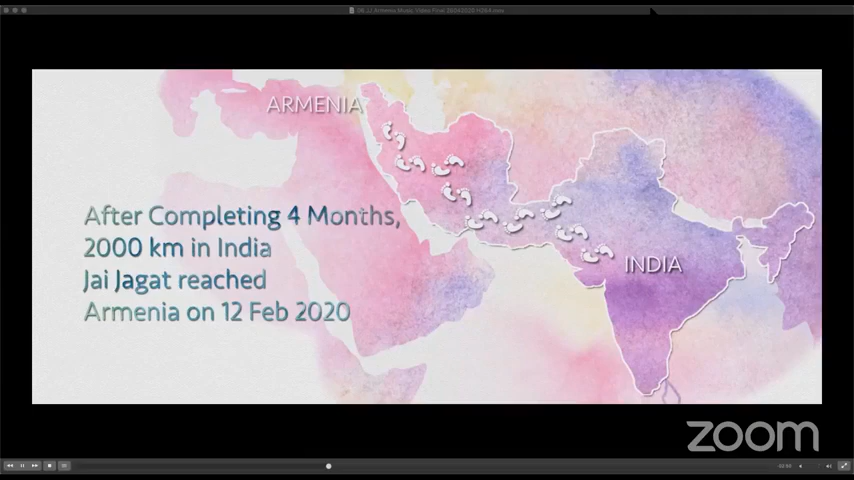 ARMENIA
After Completing 4 Months,
2000 km in India
Jai Jagat reached
Armenia on 12 Feb 2020
INDIA
zoom